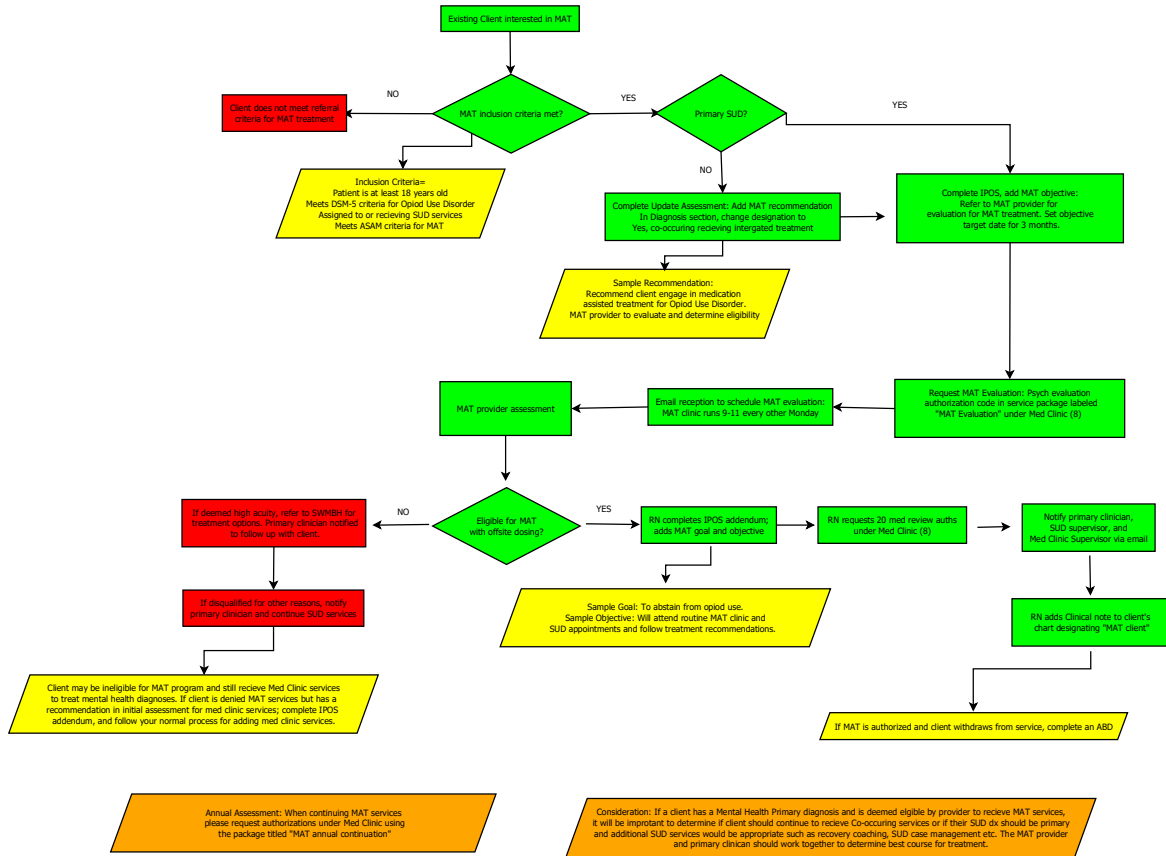 Existing Client interested in MAT
NO
YES
YES
Client does not meet referral
criteria for MAT treatment
MAT inclusion criteria met?
Primary SUD?
NO
Inclusion Criteria=
Patient is at least 18 years old
Meets DSM-5 criteria for Opiod Use Disorder
Assigned to or recieving SUD services
Meets ASAM criteria for MAT
Complete Update Assessment: Add MAT recommendation
In Diagnosis section, change designation to
Yes, co-occuring recieving intergated treatment
Complete IPOS, add MAT objective:
Refer to MAT provider for
evaluation for MAT treatment. Set objective
target date for 3 months.
Sample Recommendation:
Recommend client engage in medication
assisted treatment for Opiod Use Disorder.
MAT provider to evaluate and determine eligibility
MAT provider assessment
Email reception to schedule MAT evaluation:
MAT clinic runs 9-11 every other Monday
Request MAT Evaluation: Psych evaluation
authorization code in service package labeled
"MAT Evaluation" under Med Clinic (8)
If deemed high acuity, refer to SWMBH for
treatment options. Primary clinician notified
to follow up with client.
NO
Eligible for MAT
with offsite dosing?
YES
RN completes IPOS addendum;
adds MAT goal and objective
RN requests 20 med review auths
under Med Clinic (8)
Notify primary clinician,
SUD supervisor, and
Med Clinic Supervisor via email
If disqualified for other reasons, notify
primary clinician and continue SUD services
Sample Goal: To abstain from opiod use.
Sample Objective: Will attend routine MAT clinic and
SUD appointments and follow treatment recommendations.
RN adds Clinical note to client's
chart designating "MAT client"
Client may be ineligible for MAT program and still recieve Med Clinic services
to treat mental health diagnoses. If client is denied MAT services but has a
recommendation in initial assessment for med clinic services; complete IPOS
addendum, and follow your normal process for adding med clinic services.
If MAT is authorized and client withdraws from service, complete an ABD
Annual Assessment: When continuing MAT services
please request authorizations under Med Clinic using
the package titled "MAT annual continuation"
Consideration: If a client has a Mental Health Primary diagnosis and is deemed elgible by provider to recieve MAT services,
it will be improtant to deteurme if client should continue to recieve Co-occuring services or if their SUD dx should be primary
and additional SUD services would be appropriate such as recovery coaching, SUD case management etc. The MAT provider
and primary clinican should work together to determine best course for treatment.